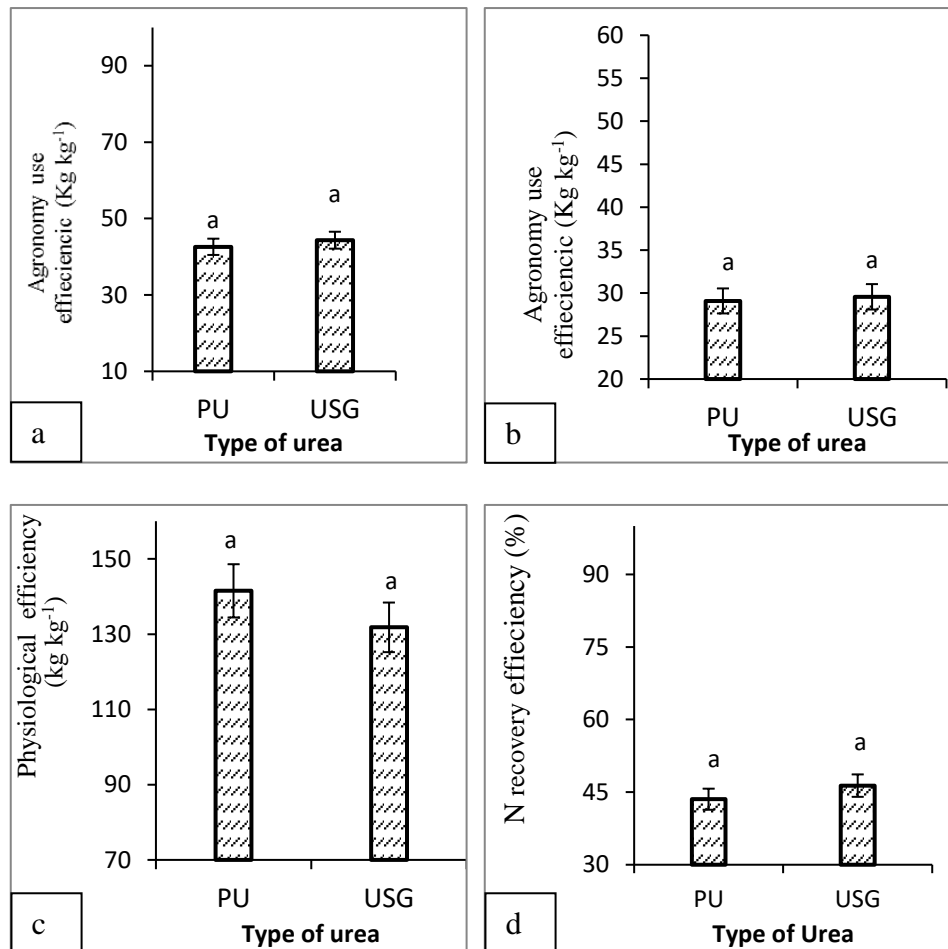 90
70
50
30
10
Agronomy use
effieciencic (Kg kg-1)
a
a
PU
USG
Type of urea
a
60
55
50
45
40
35
30
25
20
Agronomy use
effieciencic (Kg kg-1)
a
a
PU
USG
Type of urea
b
150
130
110
90
70
Physiological efficiency
(kg kg-1)
a
a
PU
USG
Type of urea
c
90
75
60
45
30
N recovery effieciency (%)
a
a
PU
USG
Type of Urea
d